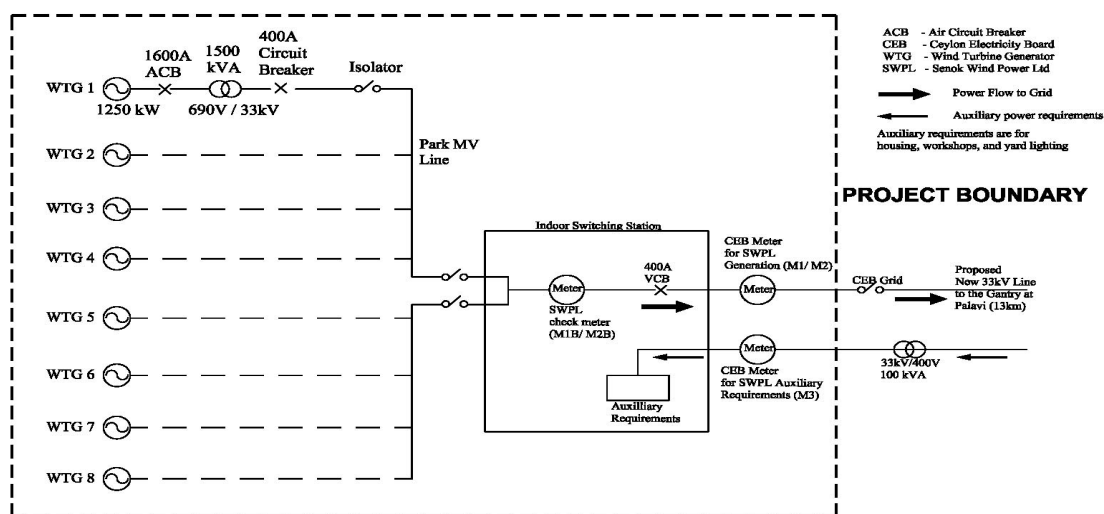 WTG 1
1250 kW
1600A
ACB
1500
kVA
690V / 33kV
400A
Circuit
Breaker
Isolator
Park MV
Line
WTG 2
WTG 3
WTG 4
WTG 5
WTG 6
WTG 7
WTG 8
Indoor Switching Station
Meter
SWPL
check meter
(M1B/ M2B)
400A
VCB
CEB Meter
for SWPL
Generation (M1/ M2)
Meter
CEB Grid
Proposed
New 33kV Line
to the Gantry at
Palavi (13km)
Meter
CEB Meter
for SWPL Auxiliary
Requirements (M3)
33kV/400V
100 kVA
Auxilliary
Requirements
ACB - Air Circuit Breaker
CEB - Ceylon Electricity Board
WTG - Wind Turbine Generator
SWPL - Senok Wind Power Ltd
Power Flow to Grid
Auxiliary power requirements
Auxiliary requirements are for
housing, workshops, and yard lighting
PROJECT BOUNDARY